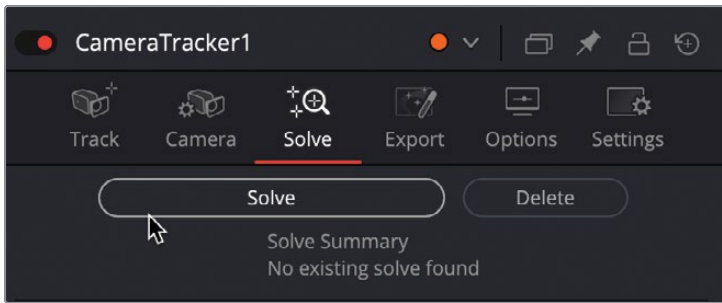 CameraTracker1
Track Camera Solve Export Options Settings
Solve Delete
Solve Summary
No existing solve found